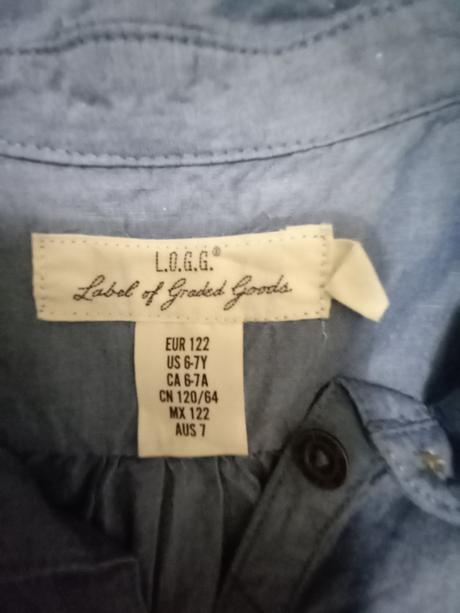 L.O.G.G.®
Label of Graded Goods
EUR 122
US 6-7Y
CA 6-7A
CN 120/64
MX 122
AUS 7